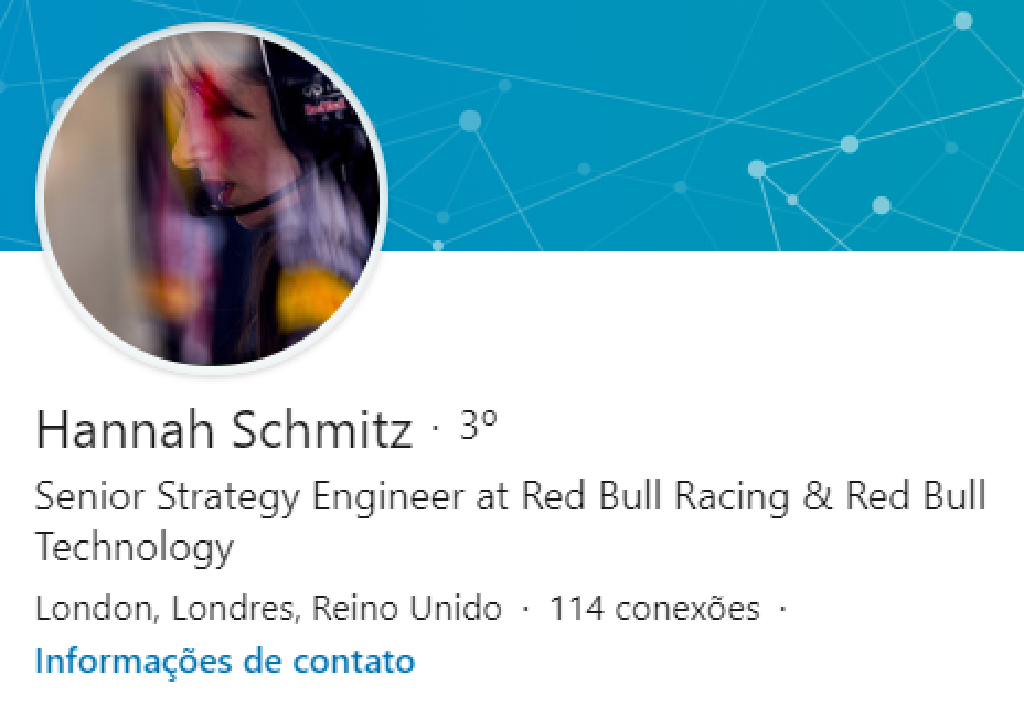 Hannah Schmitz · 3º
Senior Strategy Engineer at Red Bull Racing & Red Bull
Technology
London, Londres, Reino Unido · 114 conexões ·
Informações de contato